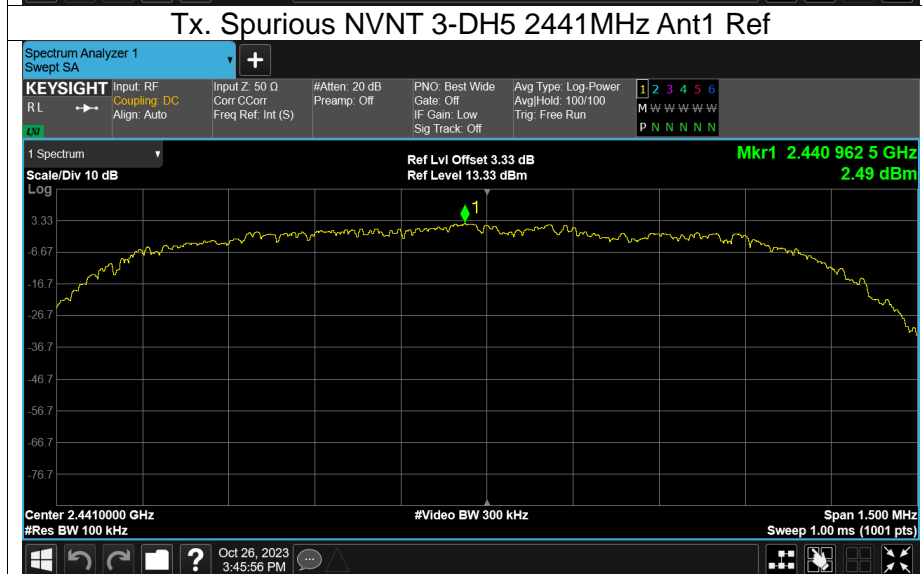 Tx. Spurious NVNT 3-DH5 2441MHz Ant1 Ref
Spectrum Analyzer 1
Swept SA
+
KEYSIGHT Input: RF Input Z: 50 Ω #Atten: 20 dB PNO: Best Wide Avg Type: Log-Power 1 2 3 4 5 6
R L Coupling: DC Corr CCorr Preamp: Off Gate: Off Avg|Hold: 100/100 M W W W W W
Align: Auto Freq Ref: Int (S) IF Gain: Low Trig: Free Run
LXI Sig Track: Off P N N N N N
1 Spectrum Ref Lvl Offset 3.33 dB Mkr1 2.440 962 5 GHz
Scale/Div 10 dB Ref Level 13.33 dBm 2.49 dBm
Log
1
3.33
-6.67
-16.7
-26.7
-36.7
-46.7
-56.7
-66.7
-76.7
Center 2.4410000 GHz #Video BW 300 kHz Span 1.500 MHz
#Res BW 100 kHz Sweep 1.00 ms (1001 pts)
? Oct 26, 2023
3:45:56 PM